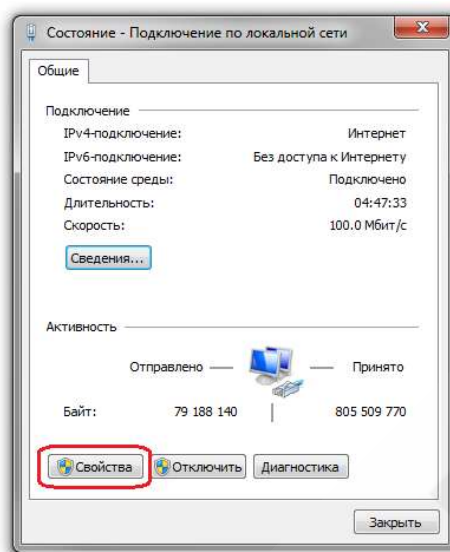 Состояние - Подключение по локальной сети
Общие
Подключение
IPv4-подключение: Интернет
IPv6-подключение: Без доступа к Интернету
Состояние среды: Подключено
Длительность: 04:47:33
Скорость: 100.0 Мбит/с
Сведения...
Активность
Отправлено Принято
Байт: 79 188 140 805 509 770
Свойства Отключить Диагностика
Закрыть